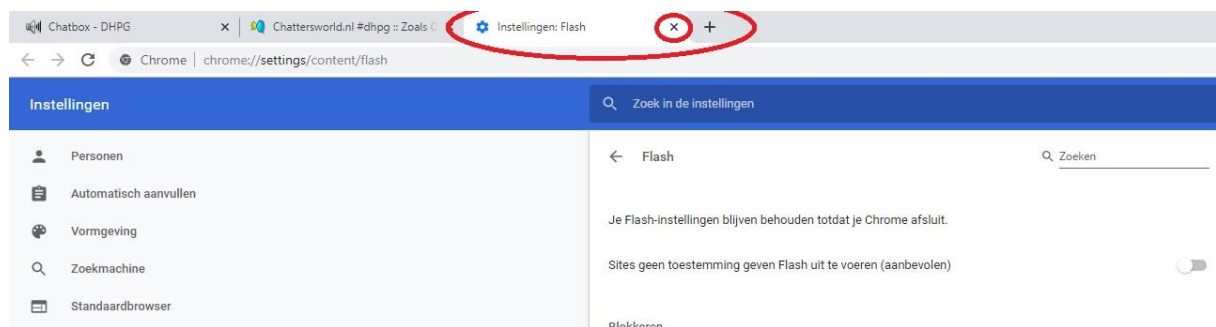 Chatbox - DHPG
Chattersworld.nl #dhpg :: Zoals
Instellingen: Flash
Chrome | chrome://settings/content/flash
Instellingen
Zoek in de instellingen
Personen
Flash
Zoeken
Automatisch aanvullen
Vormgeving
Je Flash-instellingen blijven behouden totdat je Chrome afsluit.
Zoekmachine
Sites geen toestemming geven Flash uit te voeren (aanbevolen)
Standaardbrowser
Blokkeren